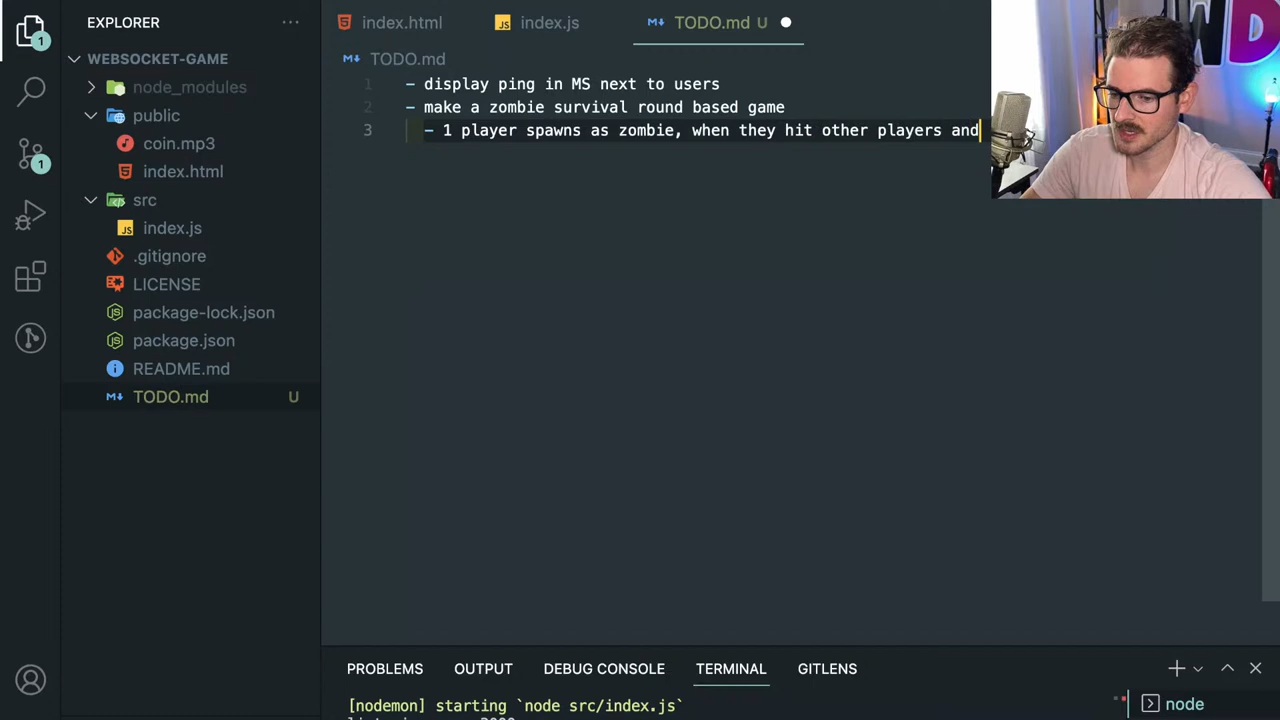 EXPLORER
index.html
index.js
TODO.md U
WEBSOCKET-GAME
node_modules
public
coin.mp3
index.html
src
index.js
.gitignore
LICENSE
package-lock.json
package.json
README.md
TODO.md U
TODO.md
1 - display ping in MS next to users
2 - make a zombie survival round based game
3 - 1 player spawns as zombie, when they hit other players and
PROBLEMS OUTPUT DEBUG CONSOLE TERMINAL GITLENS
[nodemon] starting `node src/index.js`
node
1
1